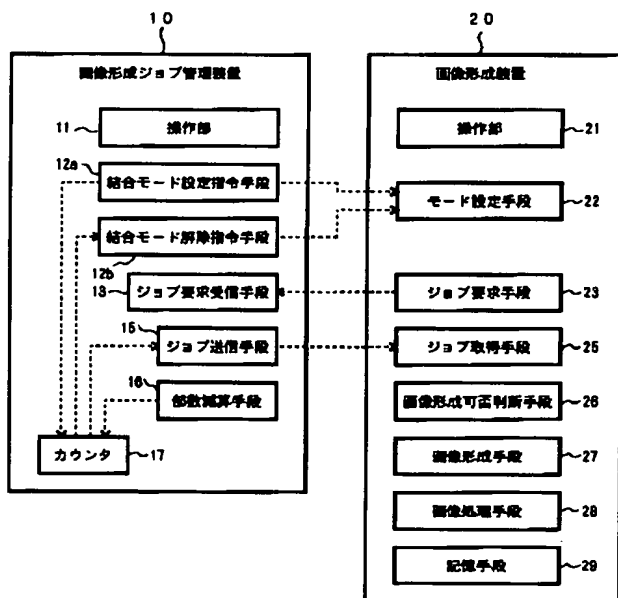 10
画像形成ジョブ管理装置
11
操作部
12a
結合モード設定指令手段
結合モード解除指令手段
12b
13
ジョブ要求受信手段
15
ジョブ送信手段
16
部数減算手段
カウンタ
17
20
画像形成装置
操作部
21
モード設定手段
22
ジョブ要求手段
23
ジョブ取得手段
25
画像形成可否判断手段
26
画像形成手段
27
画像処理手段
28
記憶手段
29